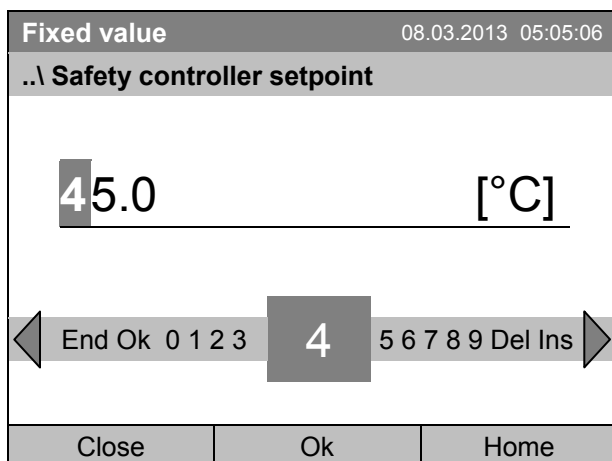 Fixed value 08.03.2013 05:05:06
..\ Safety controller setpoint
45.0 [°C]
End Ok 0 1 2 3 4 5 6 7 8 9 Del Ins
Close Ok Home